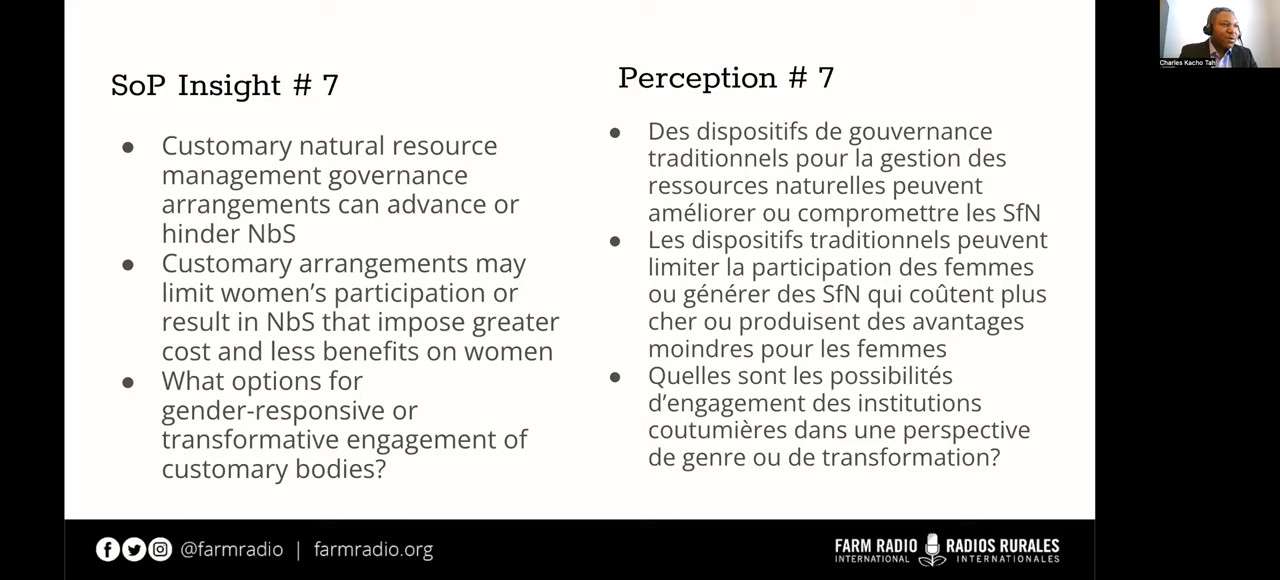 SoP Insight # 7
● Customary natural resource
management governance
arrangements can advance or
hinder NbS
● Customary arrangements may
limit women’s participation or
result in NbS that impose greater
cost and less benefits on women
● What options for
gender-responsive or
transformative engagement of
customary bodies?
Perception # 7
● Des dispositifs de gouvernance
traditionnels pour la gestion des
ressources naturelles peuvent
améliorer ou compromettre les SfN
● Les dispositifs traditionnels peuvent
limiter la participation des femmes
ou générer des SfN qui coûtent plus
cher ou produisent des avantages
moindres pour les femmes
● Quelles sont les possibilités
d’engagement des institutions
coutumières dans une perspective
de genre ou de transformation?
@farmradio | farmradio.org
FARM RADIO
INTERNATIONAL
RADIOS RURALES
INTERNATIONALES
Charles Kacho Tah